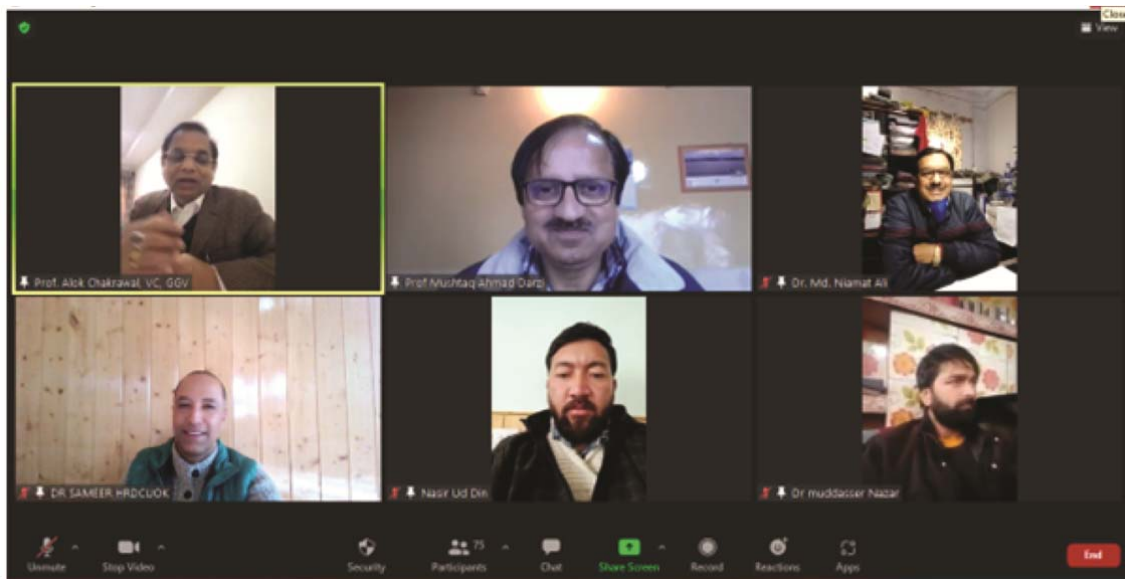 Close
View
Prof. Alok Chakrawal, VC, GGV
Prof Mushtaq Ahmad Darzi
Dr. Md. Niamat Ali
DR SAMEER HRDCUOK
Nasir Ud Din
Dr muddasser Nazar
75
Unmute
Stop Video
Security
Participants
Chat
Share Screen
Record
Reactions
Apps
End